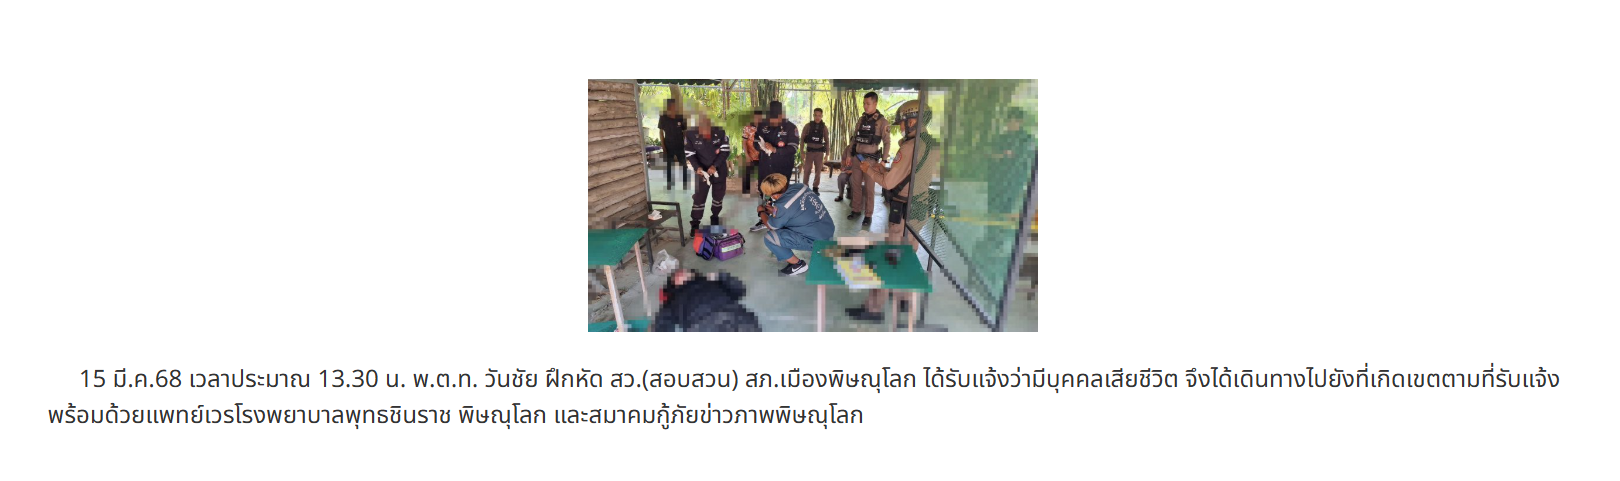 15 มี.ค.68 เวลาประมาณ 13.30 น. พ.ต.ท. วันชัย ฝึกหัด สว.(สอบสวน) สภ.เมืองพิษณุโลก ได้รับแจ้งว่ามีบุคคลเสียชีวิต จึงได้เดินทางไปยังที่เกิดเขตตามที่รับแจ้ง
พร้อมด้วยแพทย์เวรโรงพยาบาลพุทธชินราช พิษณุโลก และสมาคมกู้ภัยข่าวภาพพิษณุโลก